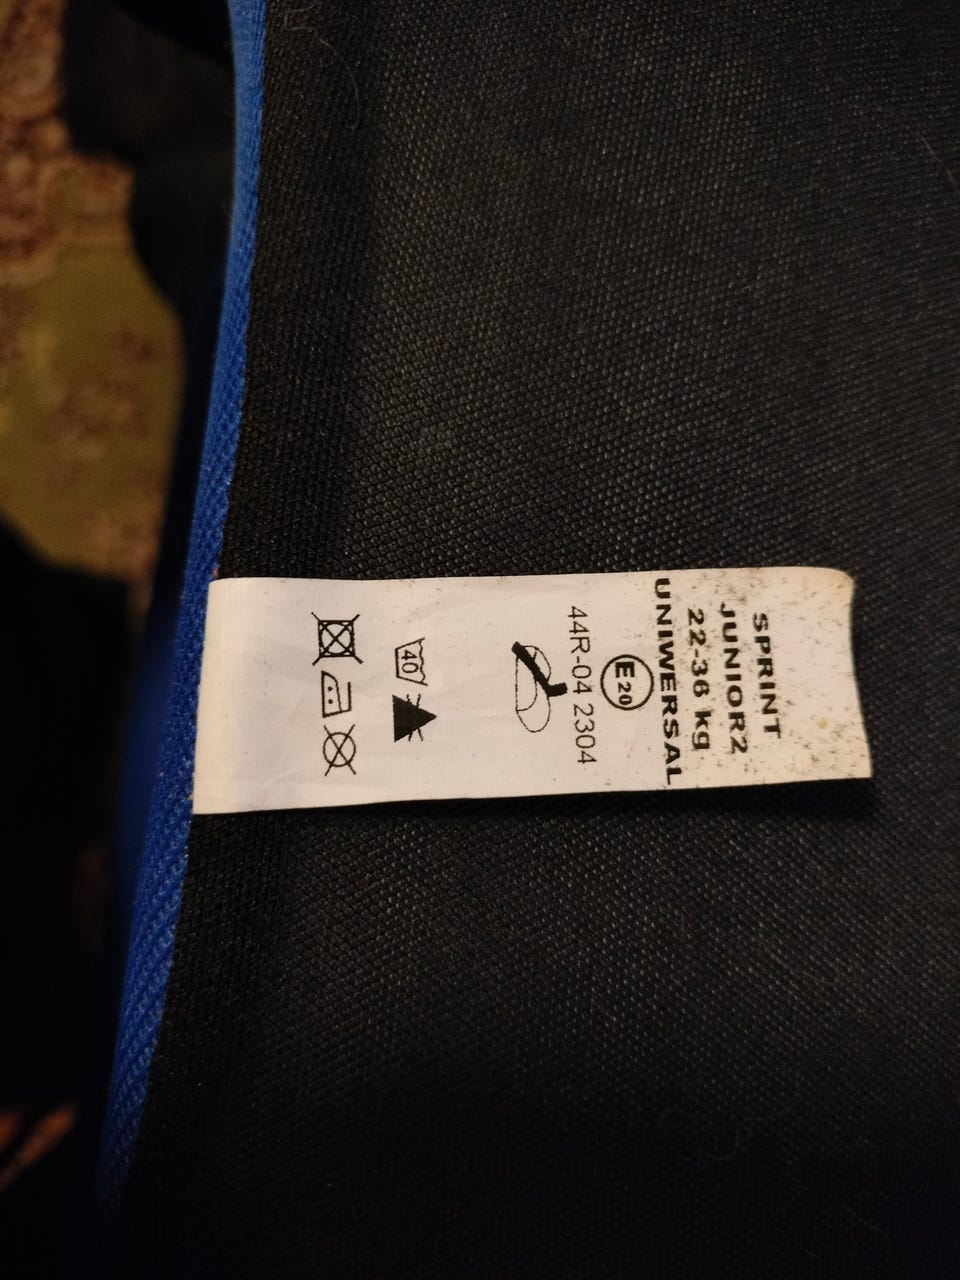 SPRINT
JUNIOR2
22-36 kg
UNIWERSAL
E20
44R-04 2304
40